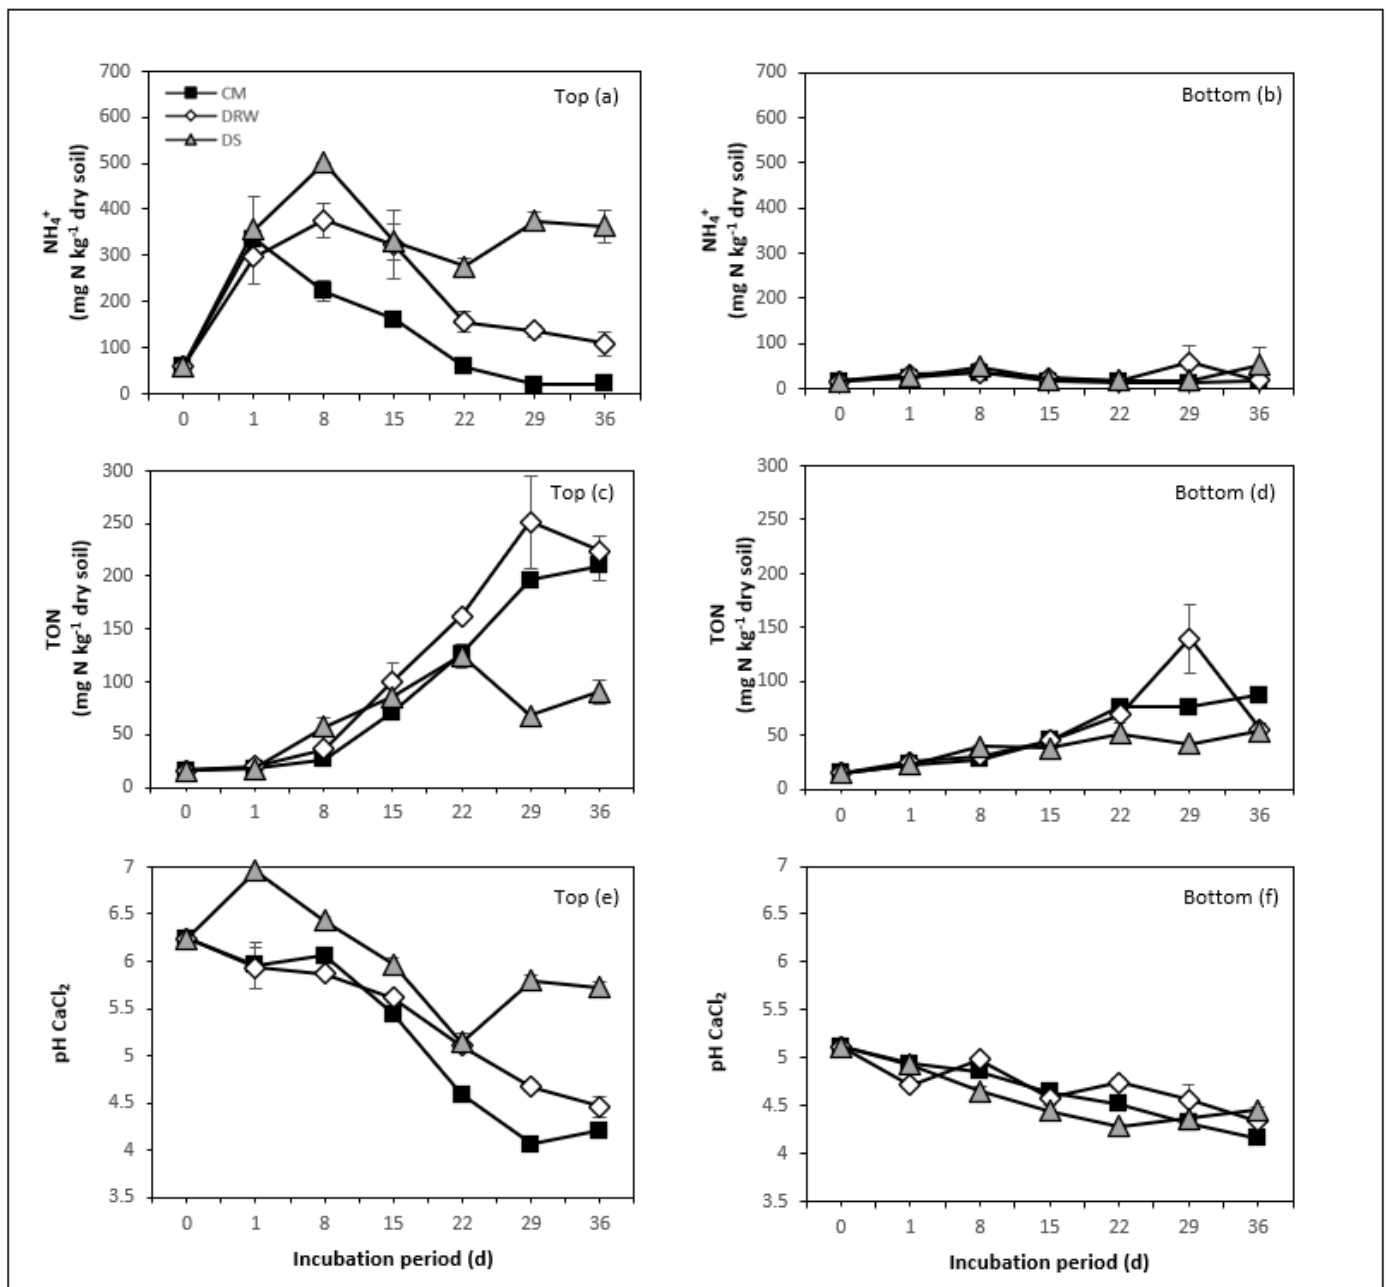 700
600
500
400
300
200
100
0
NH₄⁺
(mg N kg⁻¹ dry soil)
CM
DRW
DS
Top (a)
0 1 8 15 22 29 36
700
600
500
400
300
200
100
0
NH₄⁺
(mg N kg⁻¹ dry soil)
Bottom (b)
0 1 8 15 22 29 36
300
250
200
150
100
50
0
TON
(mg N kg⁻¹ dry soil)
Top (c)
0 1 8 15 22 29 36
300
250
200
150
100
50
0
TON
(mg N kg⁻¹ dry soil)
Bottom (d)
0 1 8 15 22 29 36
7
6.5
6
5.5
5
4.5
4
3.5
pH CaCl₂
Top (e)
0 1 8 15 22 29 36
Incubation period (d)
7
6.5
6
5.5
5
4.5
4
3.5
pH CaCl₂
Bottom (f)
0 1 8 15 22 29 36
Incubation period (d)